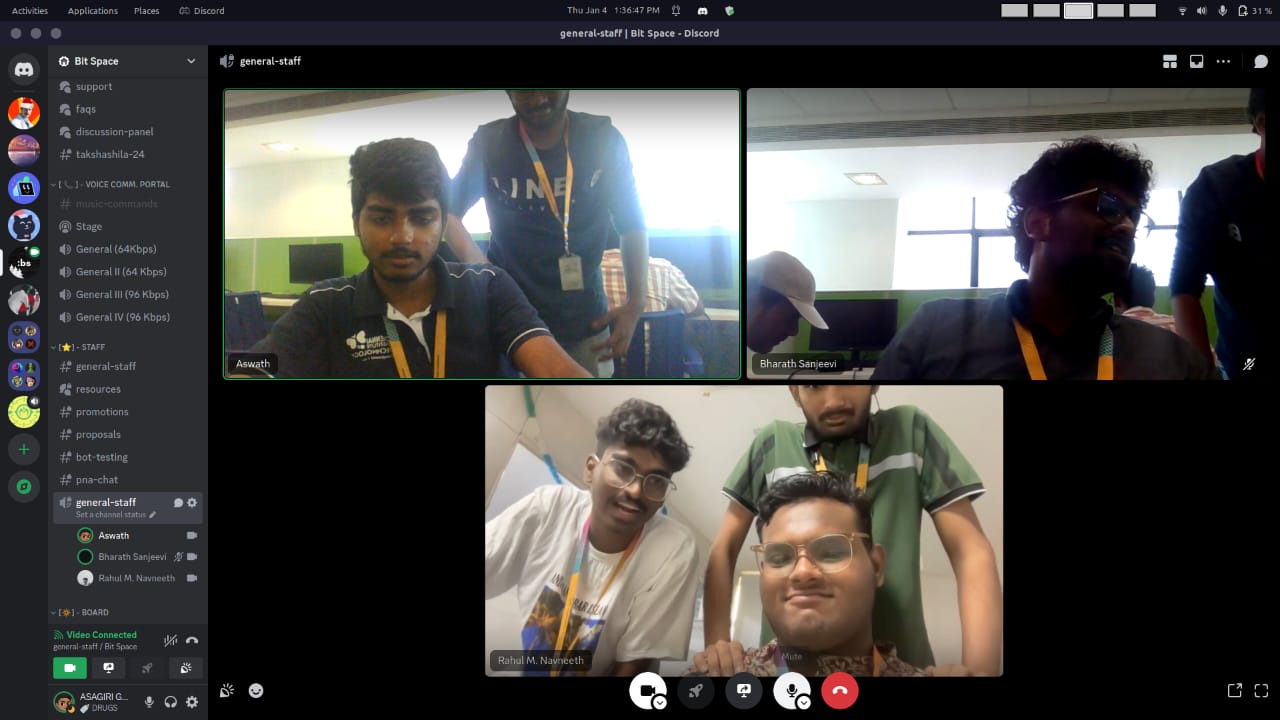 Activities Applications Places Discord Thu Jan 4 1:36:47 PM 31 %
general-staff | Bit Space - Discord
Bit Space
support
faqs
discussion-panel
takshashila-24
[📞] - VOICE COMM. PORTAL
music-commands
Stage
General (64Kbps)
General II (64 Kbps)
General III (96 Kbps)
General IV (96 Kbps)
[⭐] - STAFF
general-staff
resources
promotions
proposals
bot-testing
pna-chat
general-staff
Set a channel status
Aswath
Bharath Sanjeevi
Rahul M. Navneeth
[🔆] - BOARD
Video Connected
general-staff / Bit Space
ASAGIRI G...
DRUGS
:bs
general-staff
LINE
Aswath
Bharath Sanjeevi
Rahul M. Navneeth
Mute